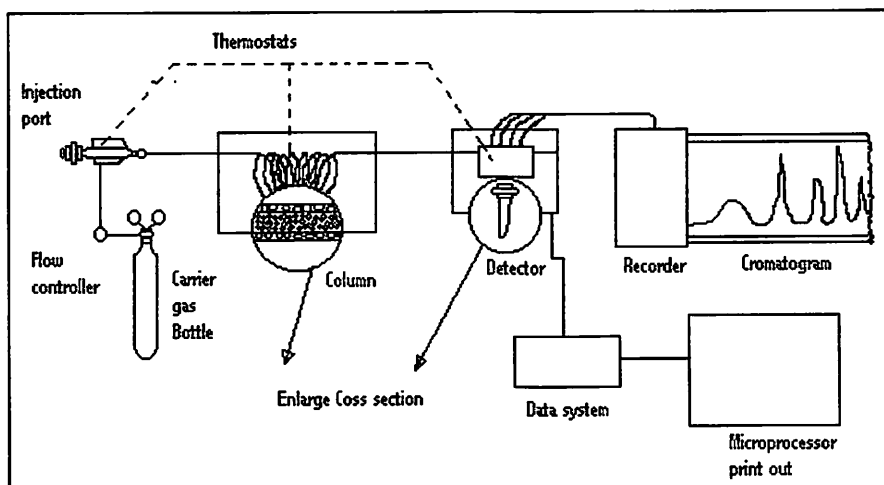 Thermostats
Injection
port
Flow
controller
Carrier
gas
Bottle
Column
Detector
Recorder
Cromatogram
Enlarge Coss section
Data system
Microprocessor
print out